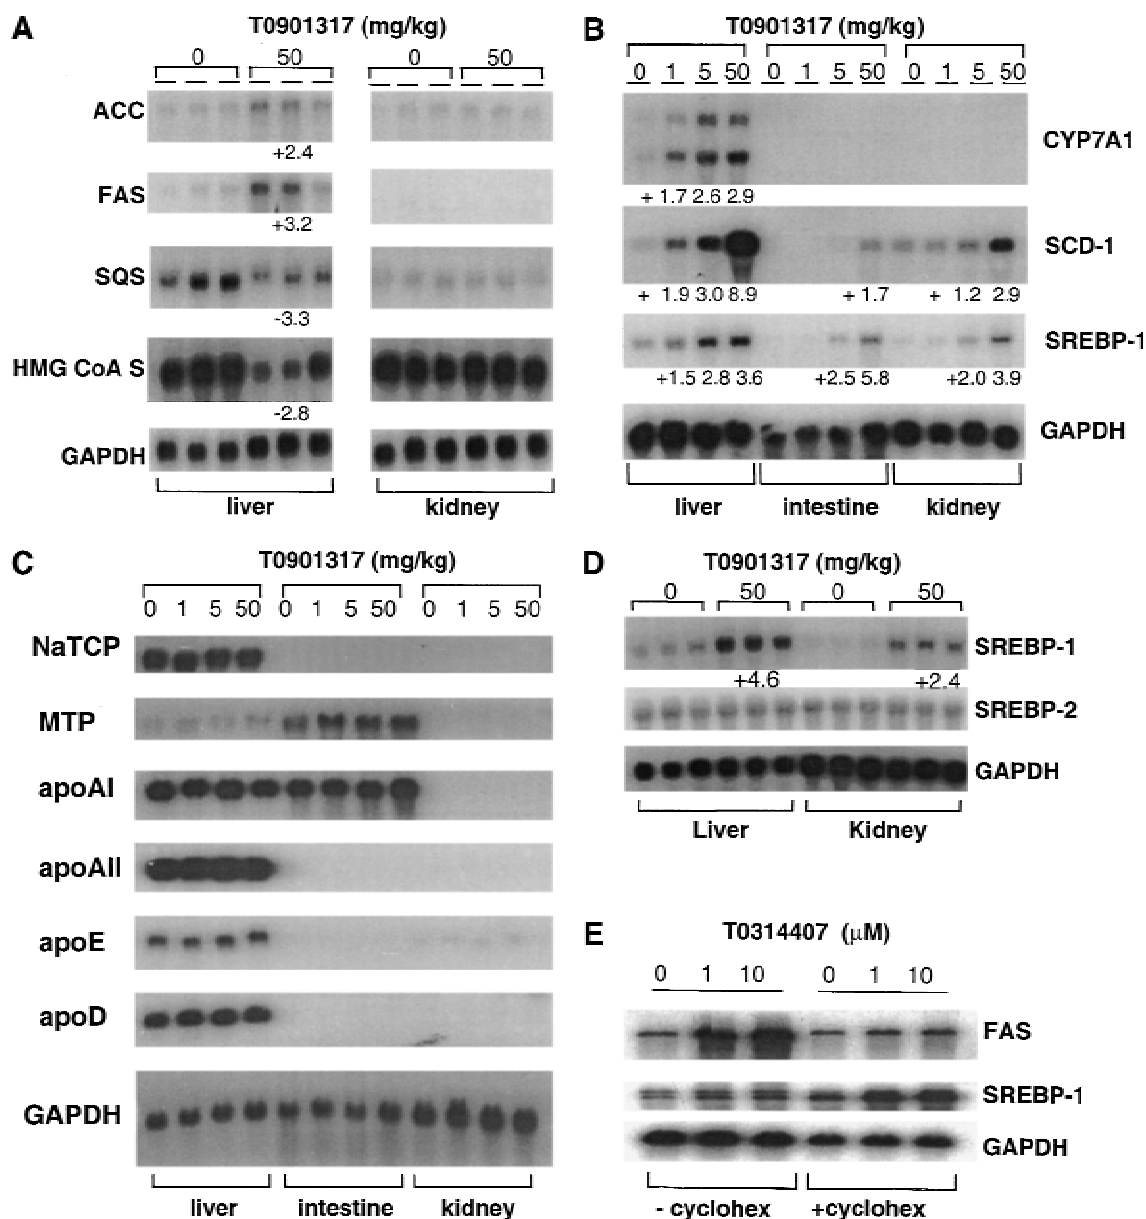 A
T0901317 (mg/kg)
0 50 0 50
ACC
+2.4
FAS
+3.2
SQS
-3.3
HMG CoA S
-2.8
GAPDH
liver kidney
B
T0901317 (mg/kg)
0 1 5 50 0 1 5 50 0 1 5 50
CYP7A1
+ 1.7 2.6 2.9
SCD-1
+ 1.9 3.0 8.9 + 1.7 + 1.2 2.9
SREBP-1
+1.5 2.8 3.6 +2.5 5.8 +2.0 3.9
GAPDH
liver intestine kidney
C
T0901317 (mg/kg)
0 1 5 50 0 1 5 50 0 1 5 50
NaTCP
MTP
apoAI
apoAII
apoE
apoD
GAPDH
liver intestine kidney
D
T0901317 (mg/kg)
0 50 0 50
SREBP-1
+4.6 +2.4
SREBP-2
GAPDH
Liver Kidney
E
T0314407 (μM)
0 1 10 0 1 10
FAS
SREBP-1
GAPDH
- cyclohex +cyclohex